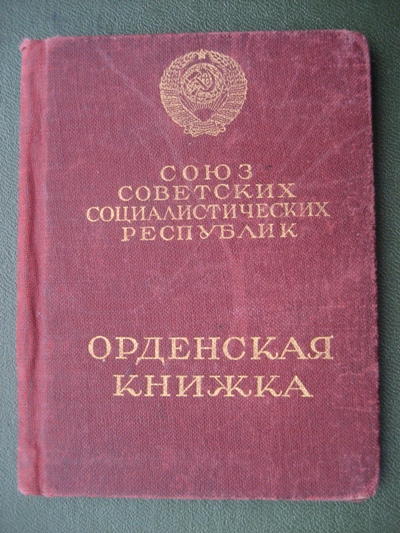 СОЮЗ
СОВЕТСКИХ
СОЦИАЛИСТИЧЕСКИХ
РЕСПУБЛИК
ОРДЕНСКАЯ
КНИЖКА